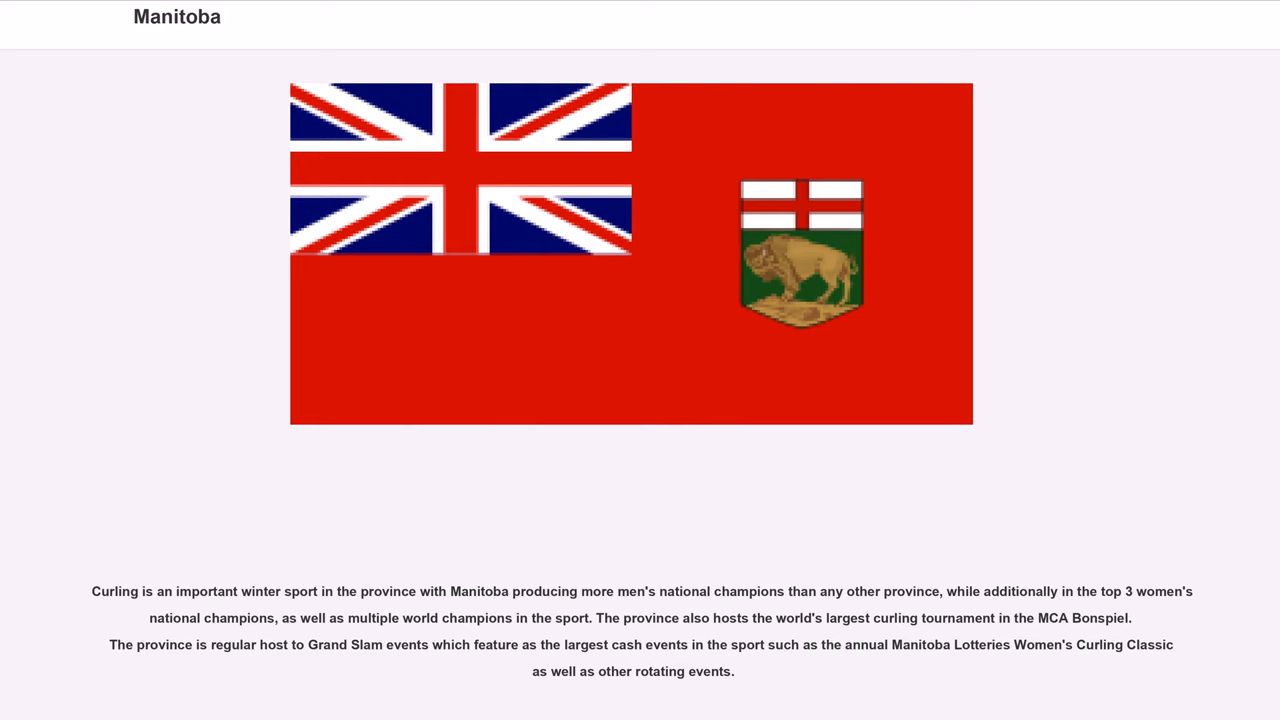 Manitoba
Curling is an important winter sport in the province with Manitoba producing more men's national champions than any other province, while additionally in the top 3 women's
national champions, as well as multiple world champions in the sport. The province also hosts the world's largest curling tournament in the MCA Bonspiel.
The province is regular host to Grand Slam events which feature as the largest cash events in the sport such as the annual Manitoba Lotteries Women's Curling Classic
as well as other rotating events.